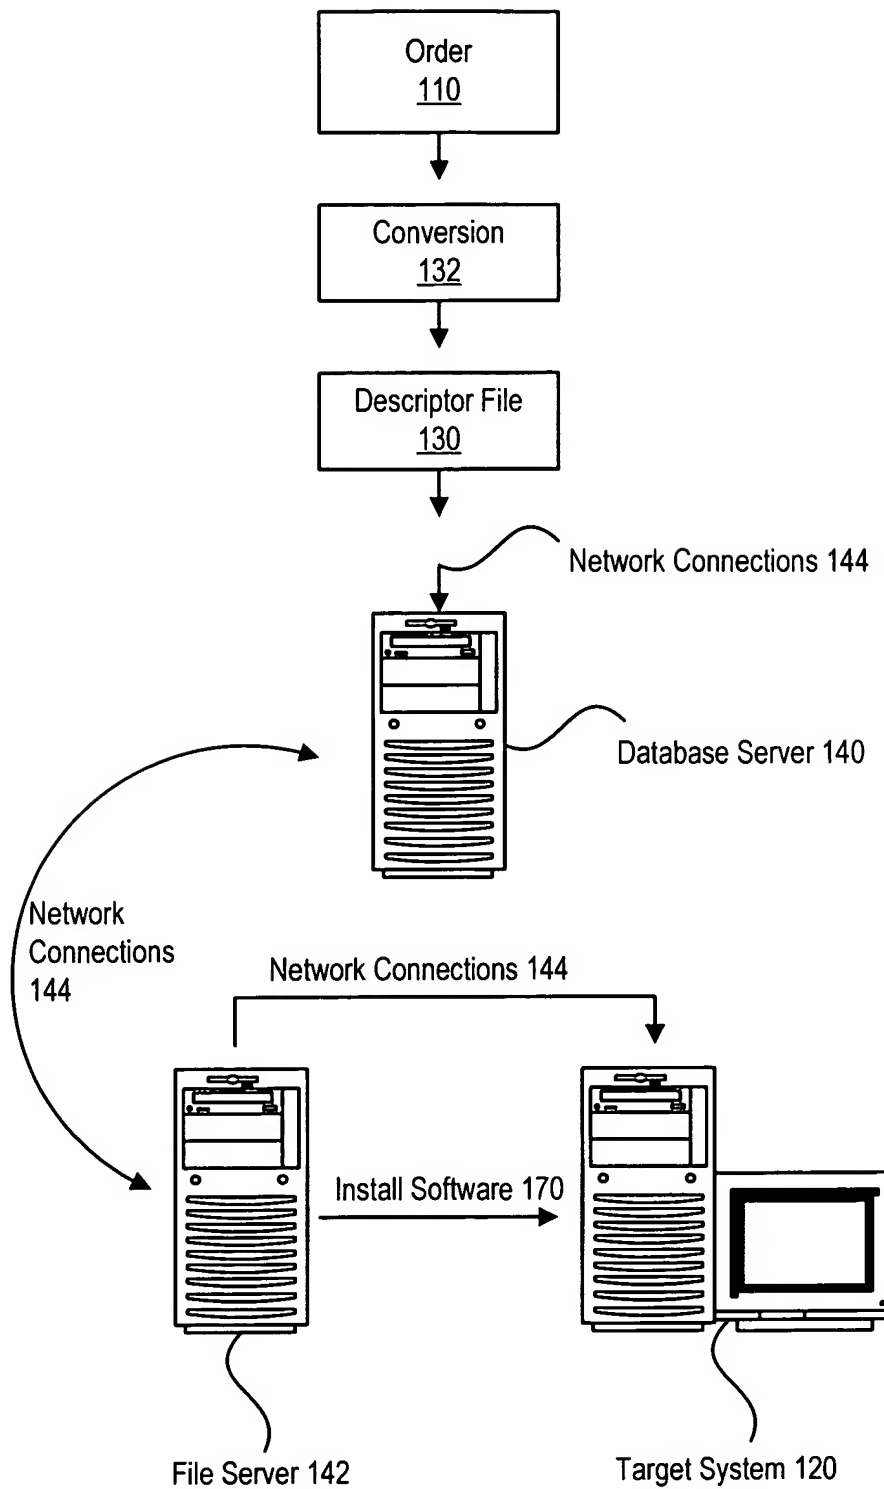 Order
110
Conversion
132
Descriptor File
130
Network Connections 144
Database Server 140
Network
Connections
144
Network Connections 144
Install Software 170
File Server 142
Target System 120